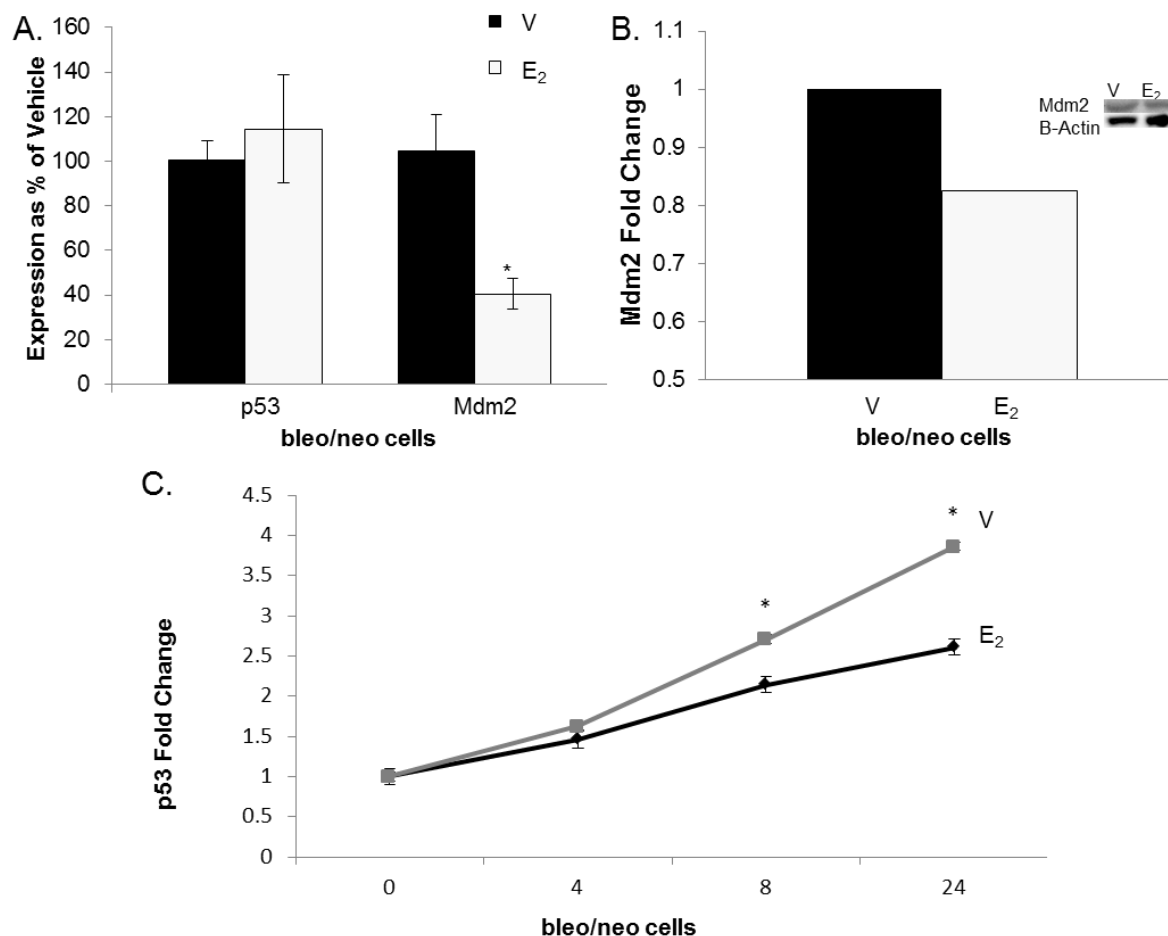 A.
Expression as % of Vehicle
160
140
120
100
80
60
40
20
0
V
E₂
*
p53
Mdm2
bleo/neo cells
B.
Mdm2 Fold Change
1.1
1
0.9
0.8
0.7
0.6
0.5
V E₂
Mdm2
B-Actin
V
E₂
bleo/neo cells
C.
p53 Fold Change
4.5
4
3.5
3
2.5
2
1.5
1
0.5
0
*
*
V
E₂
0
4
8
24
bleo/neo cells